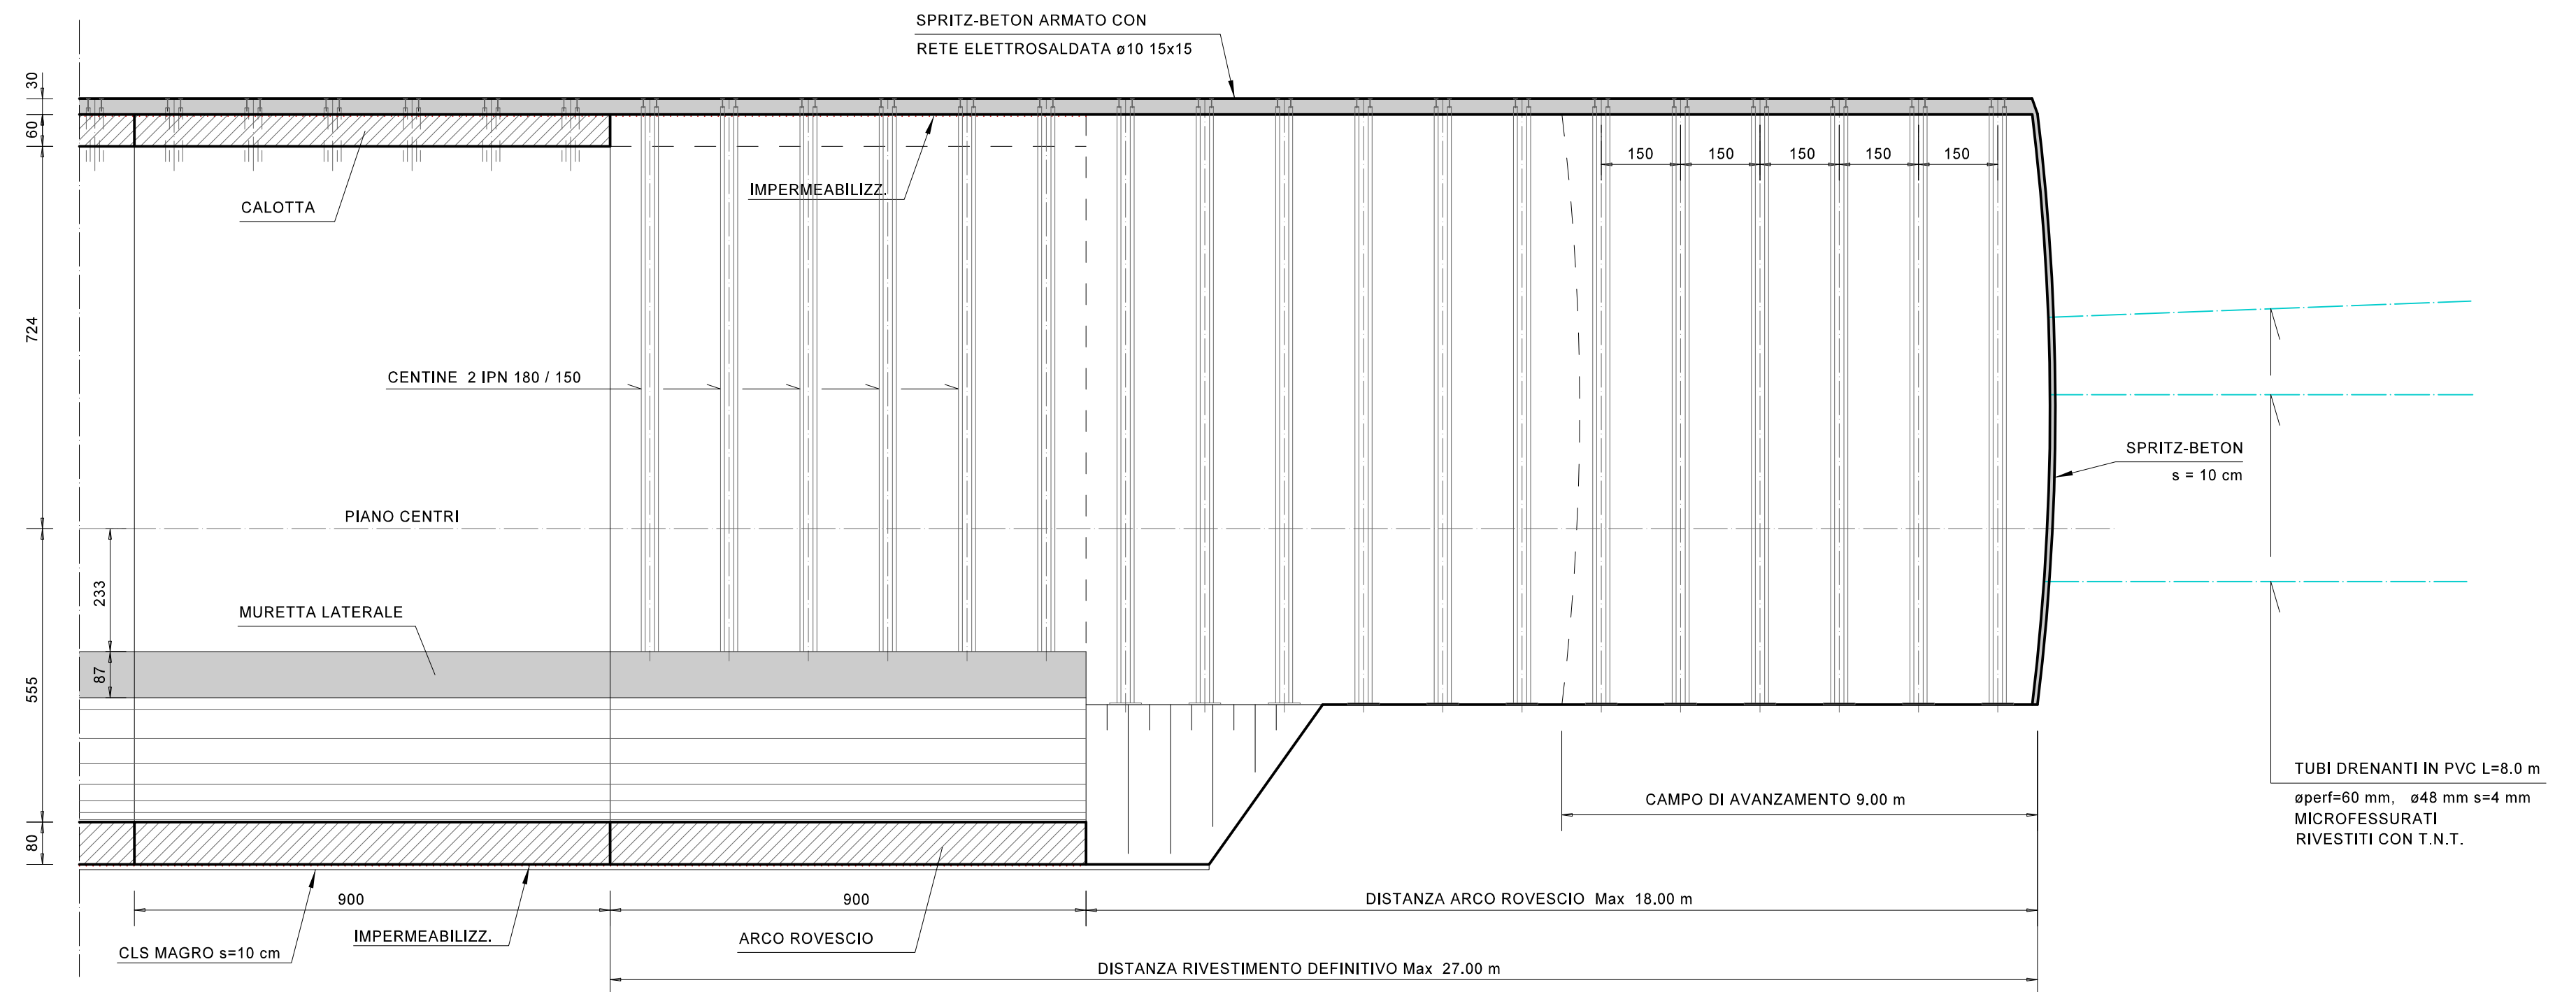 SPRITZ-BETON ARMATO CON
RETE ELETTROSALDATA ø10 15x15
30
60
724
555
80
233
87
150
150
150
150
150
CALOTTA
IMPERMEABILIZZ.
CENTINE 2 IPN 180 / 150
SPRITZ-BETON
s = 10 cm
PIANO CENTRI
MURETTA LATERALE
TUBI DRENANTI IN PVC L=8.0 m
øperf=60 mm, ø48 mm s=4 mm
MICROFESSURATI
RIVESTITI CON T.N.T.
CAMPO DI AVANZAMENTO 9.00 m
900
900
DISTANZA ARCO ROVESCIO Max 18.00 m
CLS MAGRO s=10 cm
IMPERMEABILIZZ.
ARCO ROVESCIO
DISTANZA RIVESTIMENTO DEFINITIVO Max 27.00 m